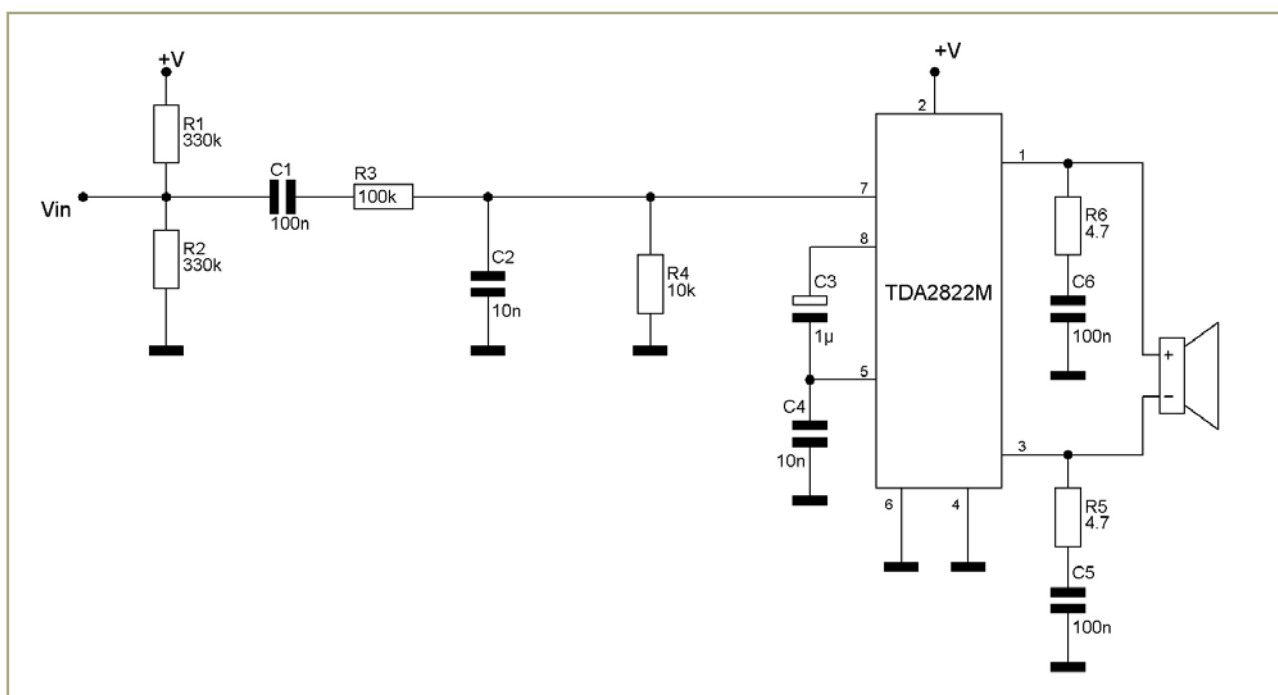 +V
R1
330k
Vin
R2
330k
C1
100n
R3
100k
C2
10n
R4
10k
+V
2
TDA2822M
7
8
5
6
4
1
3
C3
1µ
C4
10n
R6
4.7
C6
100n
+
−
R5
4.7
C5
100n